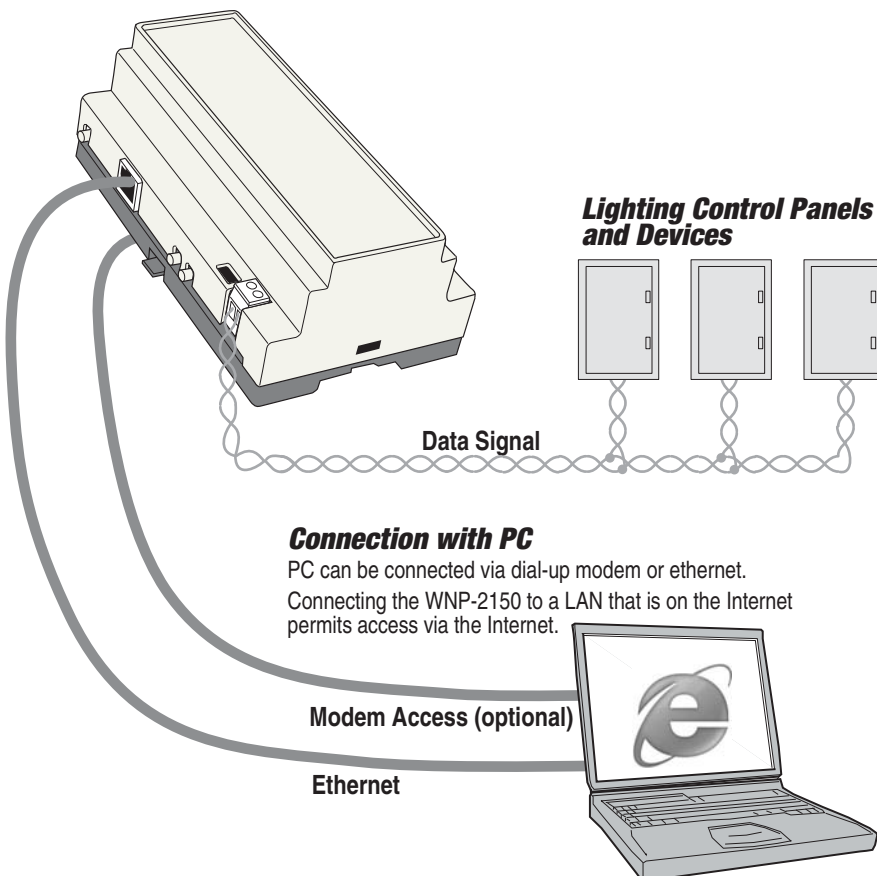 Lighting Control Panels
and Devices
Data Signal
Connection with PC
PC can be connected via dial-up modem or ethernet.
Connecting the WNP-2150 to a LAN that is on the Internet
permits access via the Internet.
Modem Access (optional)
Ethernet